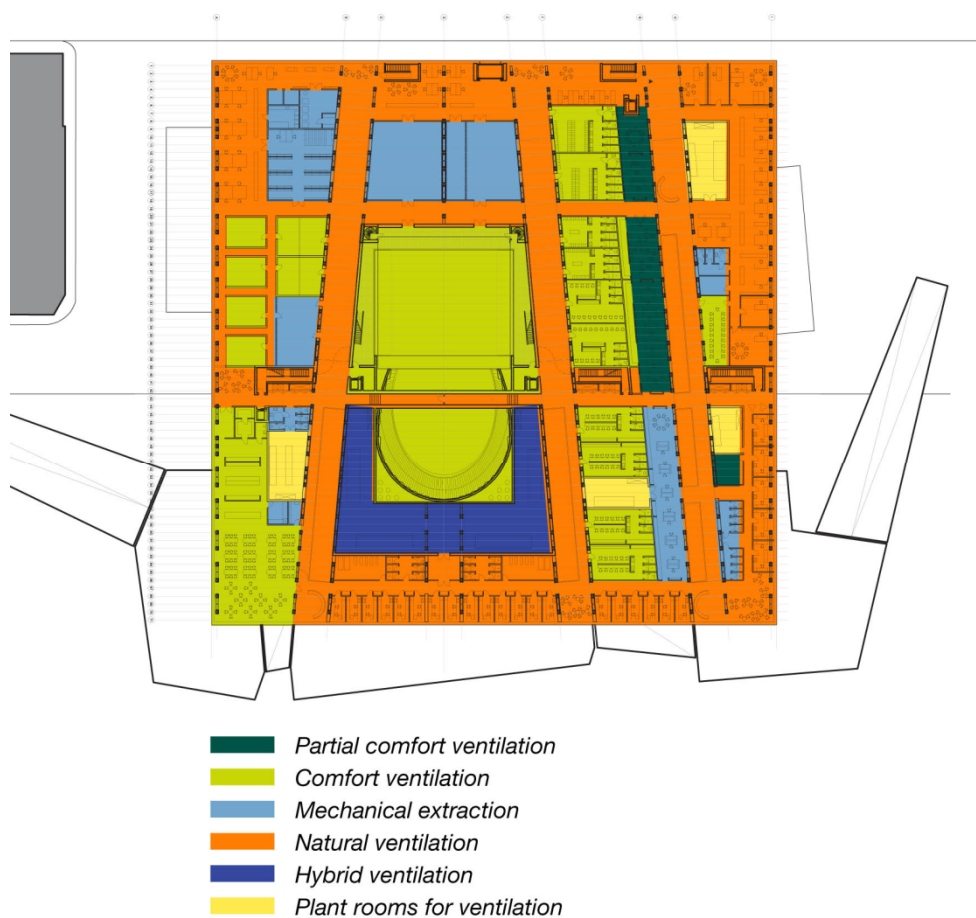 Partial comfort ventilation
Comfort ventilation
Mechanical extraction
Natural ventilation
Hybrid ventilation
Plant rooms for ventilation